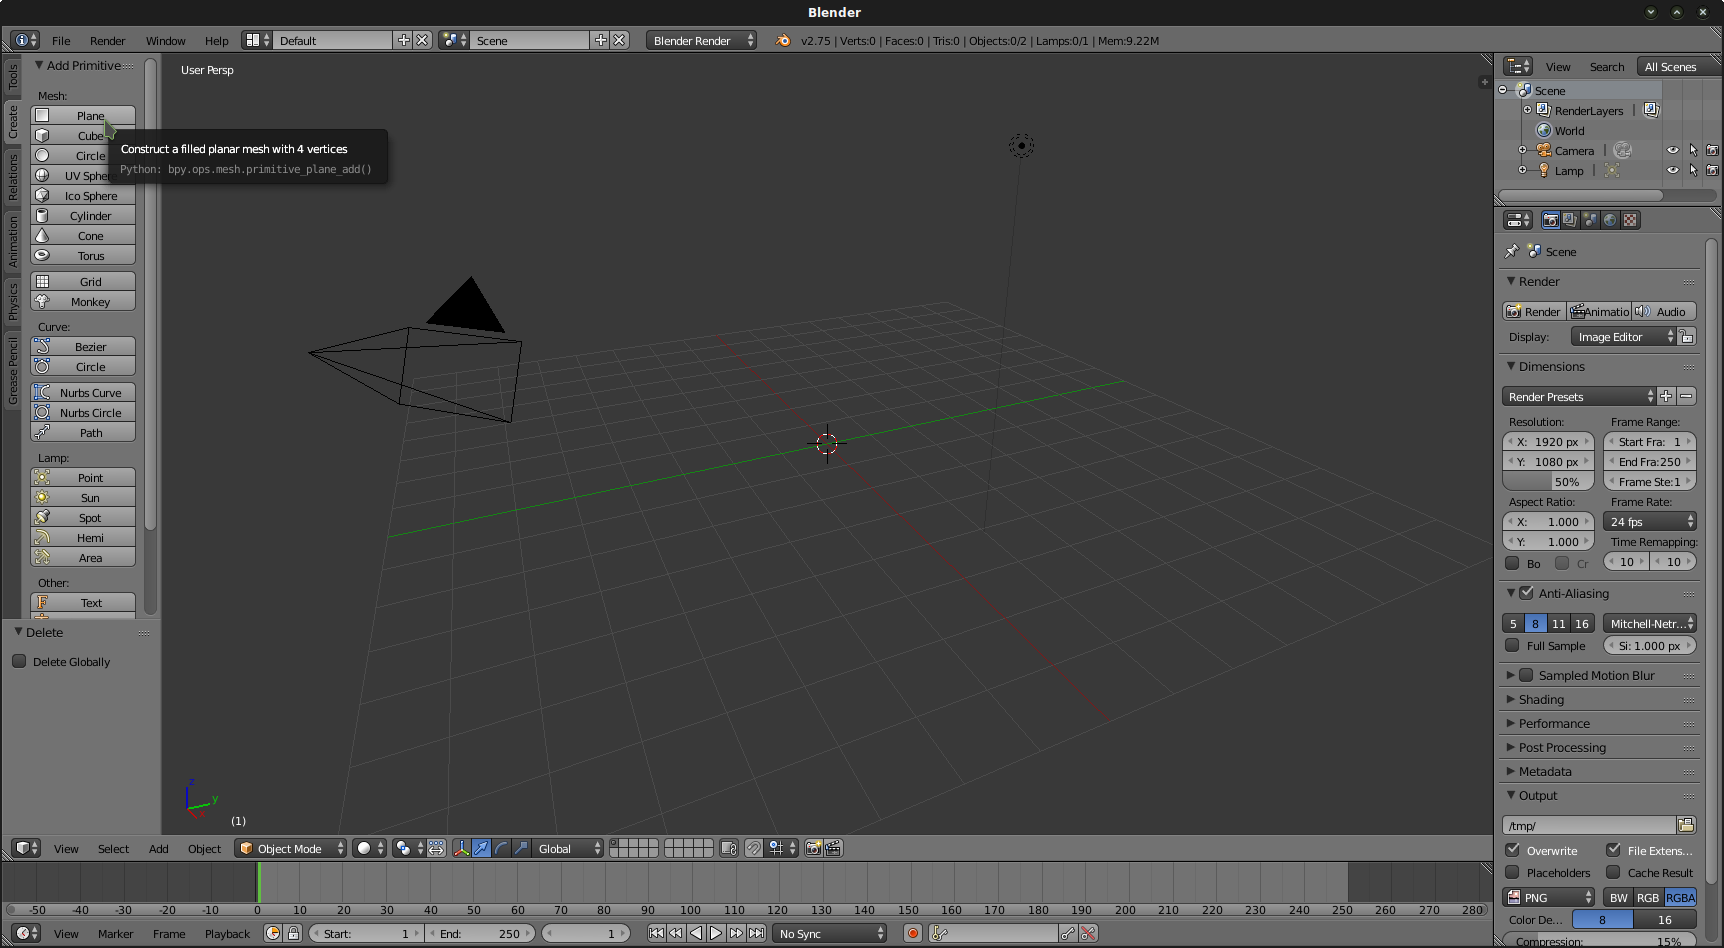 Blender
File Render Window Help Default Scene Blender Render v2.75 | Verts:0 | Faces:0 | Tris:0 | Objects:0/2 | Lamps:0/1 | Mem:9.22M
Tools
Create
Relations
Animation
Physics
Grease Pencil
Add Primitive
Mesh:
Plane
Cube
Circle
UV Sphe
Ico Sphere
Cylinder
Cone
Torus
Grid
Monkey
Curve:
Bezier
Circle
Nurbs Curve
Nurbs Circle
Path
Lamp:
Point
Sun
Spot
Hemi
Area
Other:
Text
Construct a filled planar mesh with 4 vertices
Python: bpy.ops.mesh.primitive_plane_add()
Delete
Delete Globally
User Persp
z
y
x
(1)
View Select Add Object Object Mode Global
-50 -40 -30 -20 -10 0 10 20 30 40 50 60 70 80 90 100 110 120 130 140 150 160 170 180 190 200 210 220 230 240 250 260 270 280
View Marker Frame Playback Start: 1 End: 250 1 No Sync
View Search All Scenes
Scene
RenderLayers |
World
Camera |
Lamp |
Scene
Render
Render Animatio Audio
Display: Image Editor
Dimensions
Render Presets
Resolution: Frame Range:
X: 1920 px Start Fra: 1
Y: 1080 px End Fra:250
50% Frame Ste:1
Aspect Ratio: Frame Rate:
X: 1.000 24 fps
Y: 1.000 Time Remapping:
Bo Cr 10 10
Anti-Aliasing
5 8 11 16 Mitchell-Netr...
Full Sample Si: 1.000 px
Sampled Motion Blur
Shading
Performance
Post Processing
Metadata
Output
/tmp/
Overwrite File Extens...
Placeholders Cache Result
PNG BW RGB RGBA
Color De... 8 16
Compression: 15%